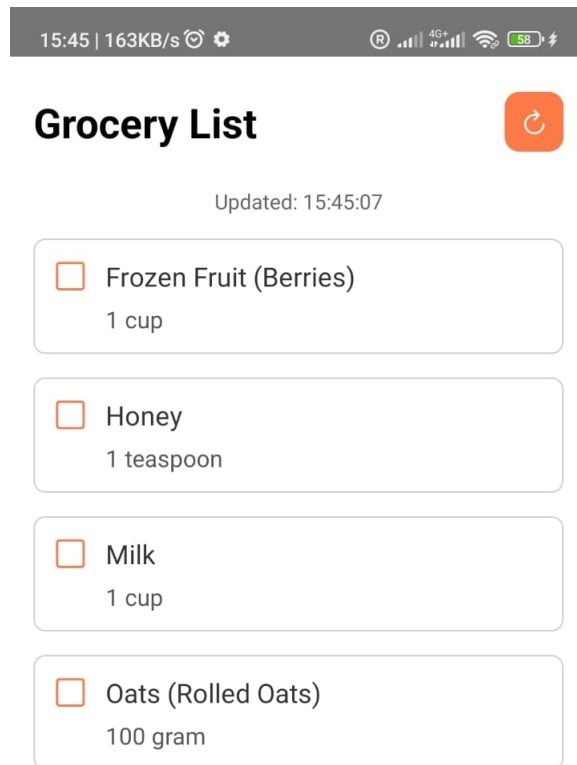 15:45 | 163KB/s R 4G+ 58
Grocery List
Updated: 15:45:07
Frozen Fruit (Berries)
1 cup
Honey
1 teaspoon
Milk
1 cup
Oats (Rolled Oats)
100 gram